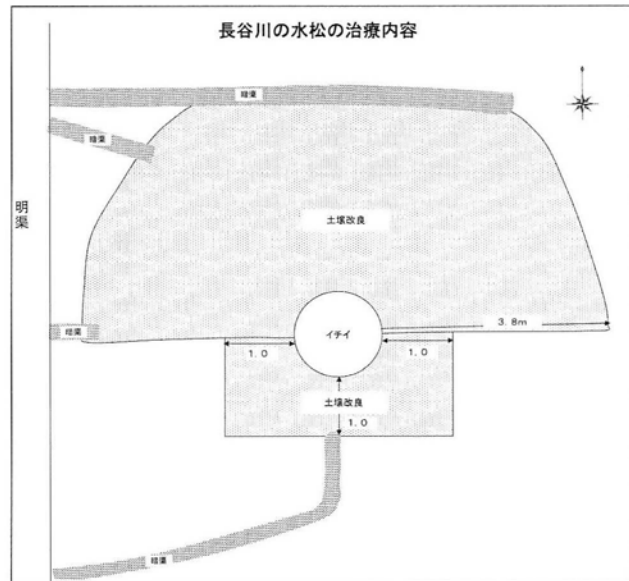 長谷川の水松の治療内容
暗渠
暗渠
明渠
土壌改良
暗渠
イチイ
3.8m
1.0
1.0
土壌改良
1.0
暗渠